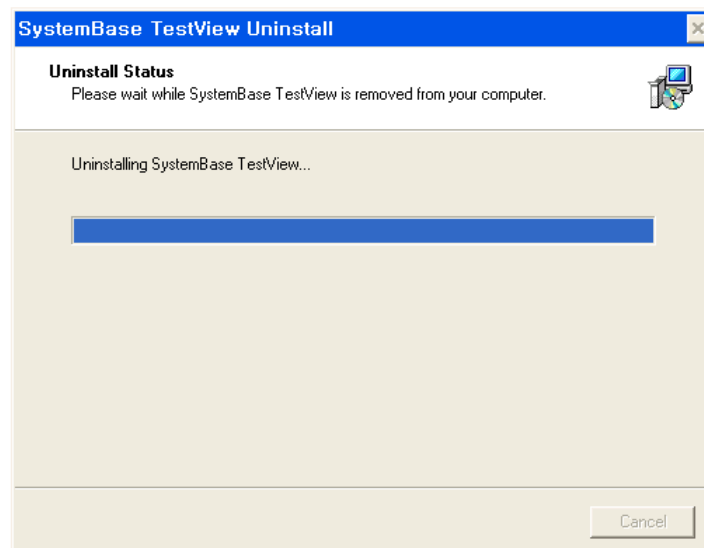 SystemBase TestView Uninstall
Uninstall Status
Please wait while SystemBase TestView is removed from your computer.
Uninstalling SystemBase TestView...
Cancel